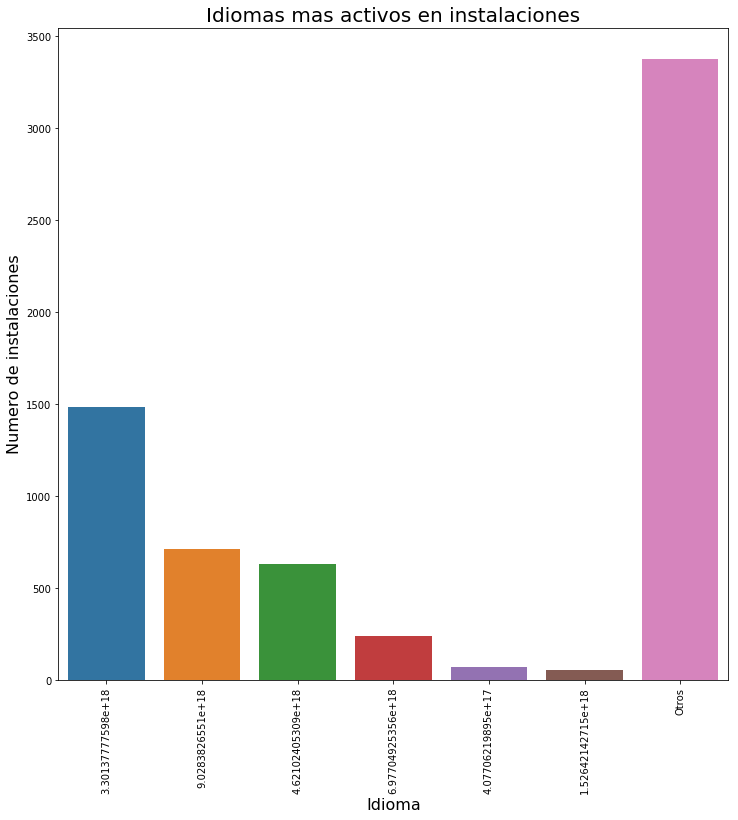 Idiomas mas activos en instalaciones
Numero de instalaciones
3500
3000
2500
2000
1500
1000
500
0
3.30137777598e+18
9.0283826551e+18
4.62102405309e+18
6.97704925356e+18
4.07706219895e+17
1.52642142715e+18
Otros
Idioma